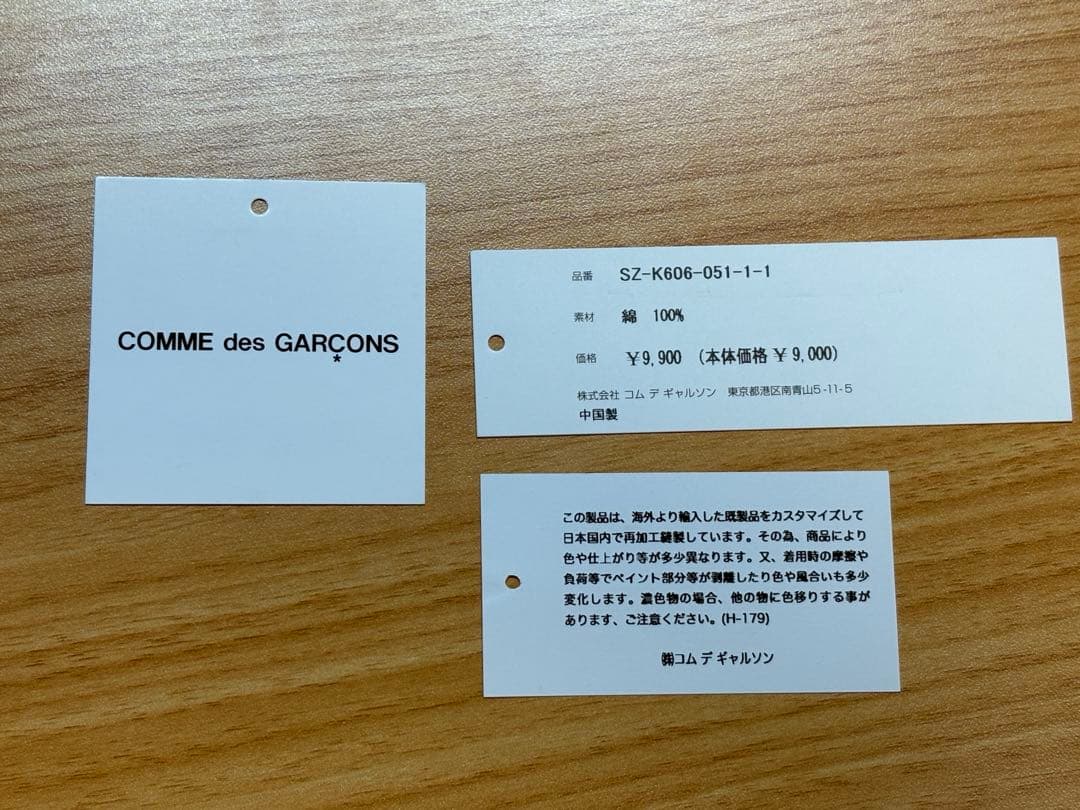 COMME des GARÇONS
*
品番 SZ-K606-051-1-1
素材 綿 100%
価格 ¥9,900 (本体価格 ¥ 9,000)
株式会社 コム デ ギャルソン 東京都港区南青山5-11-5
中国製
この製品は、海外より輸入した既製品をカスタマイズして
日本国内で再加工縫製しています。その為、商品により
色や仕上がり等が多少異なります。又、着用時の摩擦や
負荷等でペイント部分等が剥離したり色や風合いも多少
変化します。濃色物の場合、他の物に色移りする事が
あります、ご注意ください。(H-179)
㈱コム デ ギャルソン